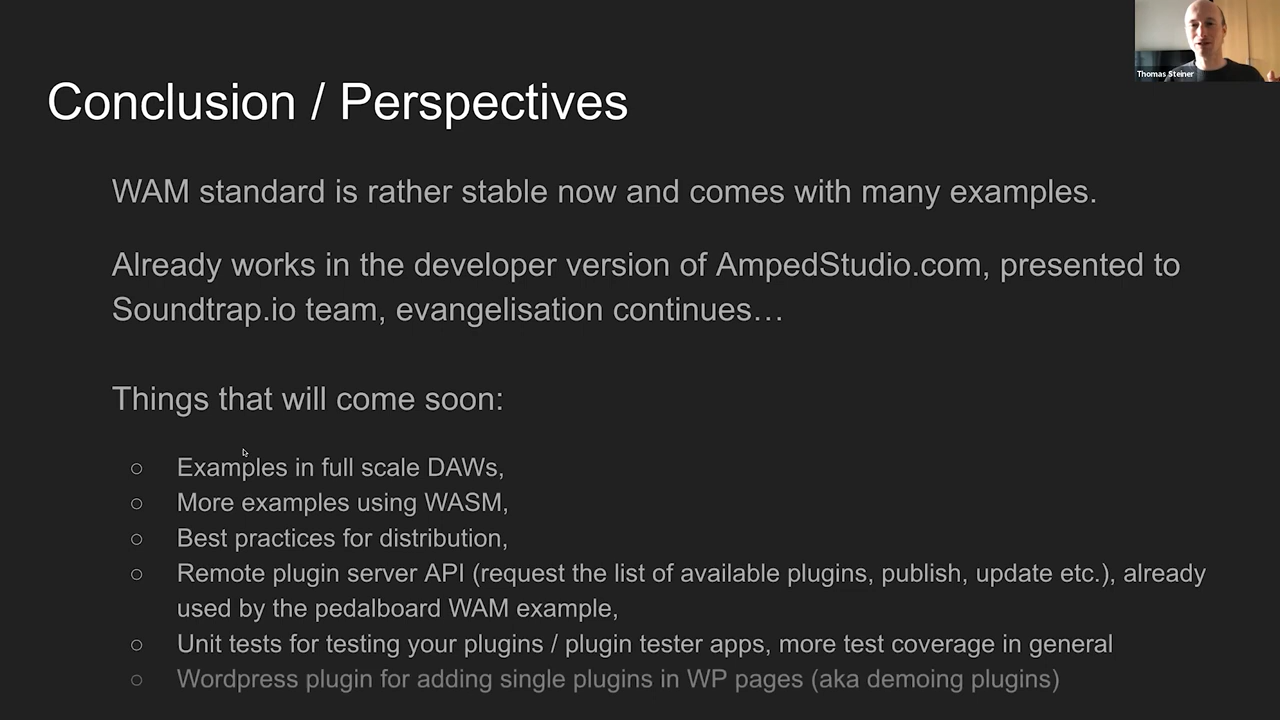 Thomas Steiner
Conclusion / Perspectives
WAM standard is rather stable now and comes with many examples.
Already works in the developer version of AmpedStudio.com, presented to
Soundtrap.io team, evangelisation continues…
Things that will come soon:
○ Examples in full scale DAWs,
○ More examples using WASM,
○ Best practices for distribution,
○ Remote plugin server API (request the list of available plugins, publish, update etc.), already
used by the pedalboard WAM example,
○ Unit tests for testing your plugins / plugin tester apps, more test coverage in general
○ Wordpress plugin for adding single plugins in WP pages (aka demoing plugins)